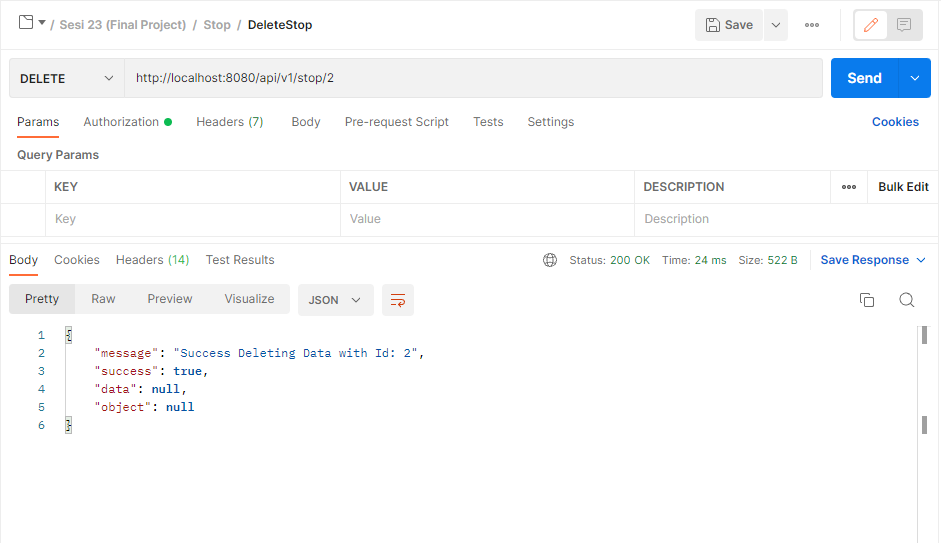 / Sesi 23 (Final Project) / Stop / DeleteStop
Save
DELETE http://localhost:8080/api/v1/stop/2 Send
Params Authorization Headers (7) Body Pre-request Script Tests Settings Cookies
Query Params
KEY VALUE DESCRIPTION Bulk Edit
Key Value Description
Body Cookies Headers (14) Test Results Status: 200 OK Time: 24 ms Size: 522 B Save Response
Pretty Raw Preview Visualize JSON
1 {
2 "message": "Success Deleting Data with Id: 2",
3 "success": true,
4 "data": null,
5 "object": null
6 }